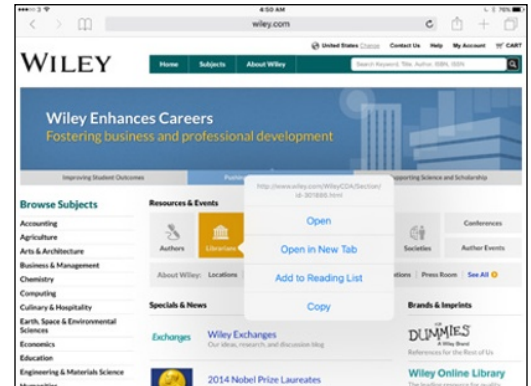 4:50 AM
76%
wiley.com
United States Change Contact Us Help My Account CART
WILEY
Home Subjects About Wiley
Search Keyword, Title, Author, ISBN, ISSN
Wiley Enhances Careers
Fostering business and professional development
Improving Student Outcomes
Supporting Science and Scholarship
http://www.wiley.com/WileyCDA/Section/
id-301695.html
Open
Open in New Tab
Add to Reading List
Copy
Browse Subjects
Accounting
Agriculture
Arts & Architecture
Business & Management
Chemistry
Computing
Culinary & Hospitality
Earth, Space & Environmental
Sciences
Economics
Education
Engineering & Materials Science
Humanities
Resources & Events
Authors
Librarians
Societies
Conferences
Author Events
About Wiley: Locations
Press Room See All
Specials & News
Exchanges
Wiley Exchanges
Our ideas, research, and discussion blog
2014 Nobel Prize Laureates
Brands & Imprints
DUMMIES
A Wiley Brand
References for the Rest of Us
Wiley Online Library